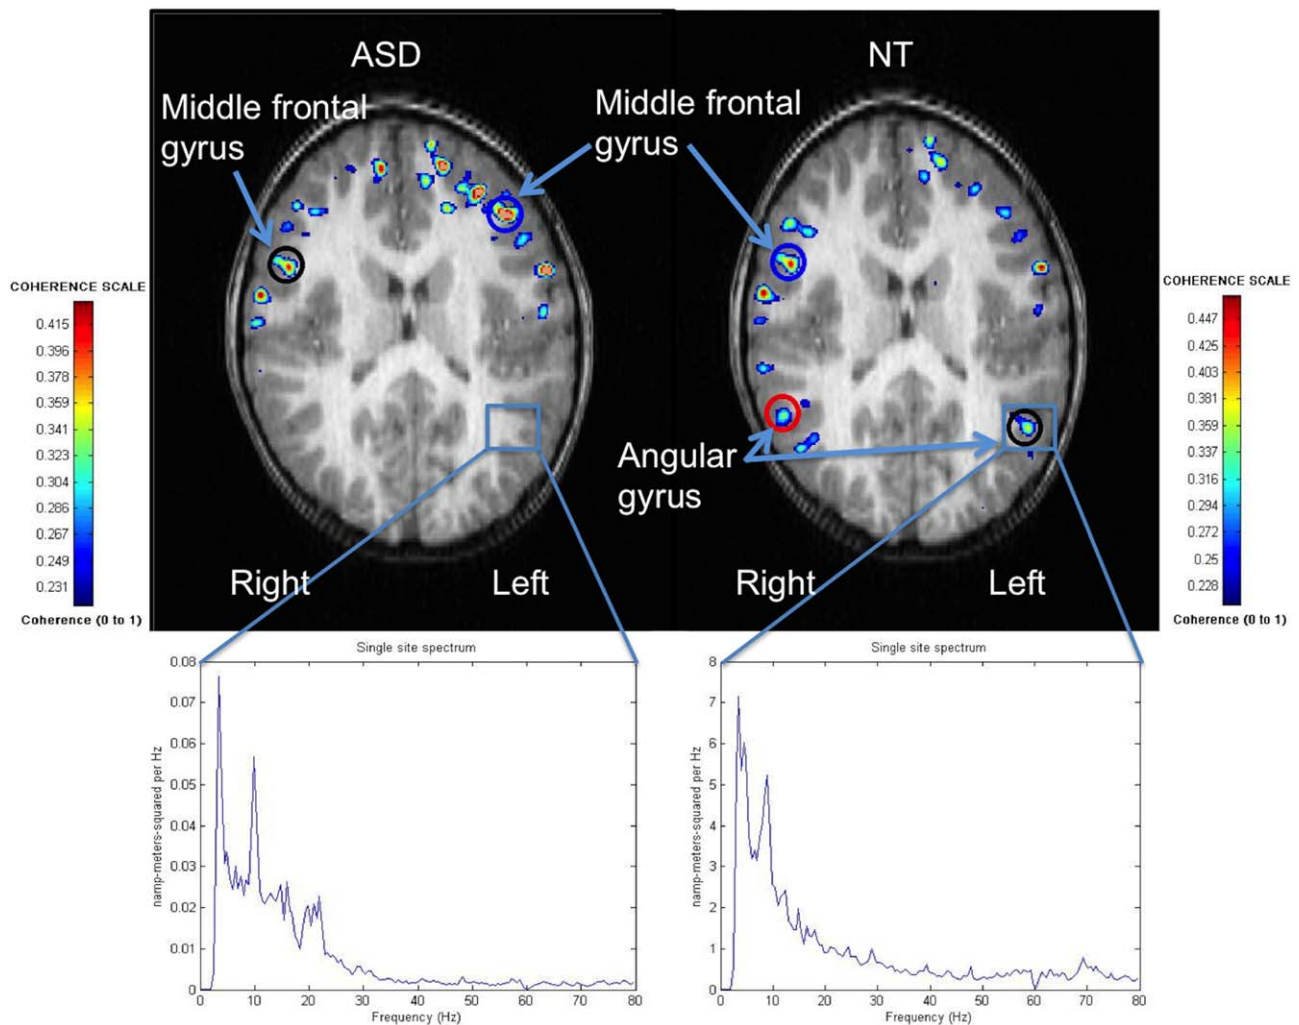 ASD
NT
Middle frontal
gyrus
Middle frontal
gyrus
COHERENCE SCALE
0.415
0.396
0.378
0.359
0.341
0.322
0.304
0.286
0.267
0.249
0.231
Coherence (0 to 1)
COHERENCE SCALE
0.447
0.425
0.403
0.381
0.36
0.338
0.316
0.294
0.272
0.25
0.228
Coherence (0 to 1)
Angular
gyrus
Right
Left
Right
Left
Single site spectrum
namp-meters-squared per Hz
0.08
0.07
0.06
0.05
0.04
0.03
0.02
0.01
0
0 10 20 30 40 50 60 70 80
Frequency (Hz)
Single site spectrum
namp-meters-squared per Hz
8
7
6
5
4
3
2
1
0
0 10 20 30 40 50 60 70 80
Frequency (Hz)